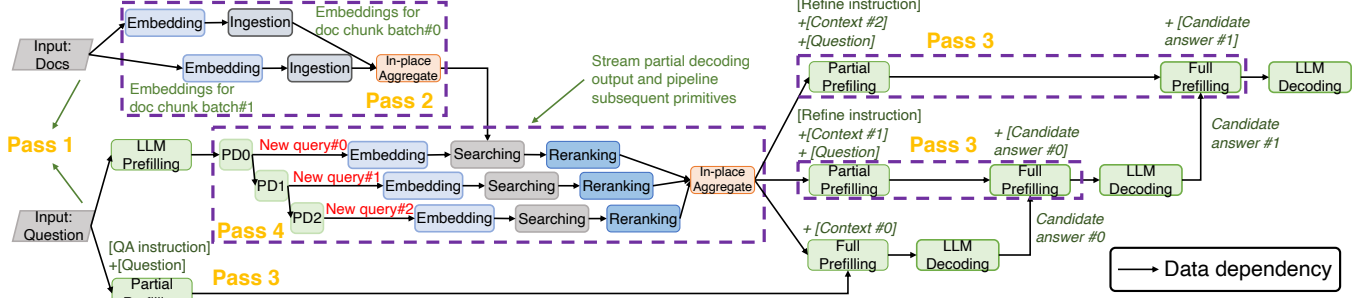 Input:
Docs
Embedding
Ingestion
Embeddings for
doc chunk batch#0
Embedding
Ingestion
In-place
Aggregate
Embeddings for
doc chunk batch#1
Pass 2
Pass 1
Stream partial decoding
output and pipeline
subsequent primitives
Input:
Question
LLM
Prefilling
PD0
New query#0
Embedding
Searching
Reranking
PD1
New query#1
Embedding
Searching
Reranking
PD2
New query#2
Embedding
Searching
Reranking
In-place
Aggregate
Pass 4
[QA instruction]
+[Question]
Pass 3
Partial
[Refine instruction]
+[Context #2]
+[Question]
Pass 3
+ [Candidate
answer #1]
Partial
Prefilling
Full
Prefilling
LLM
Decoding
[Refine instruction]
+[Context #1]
+ [Question]
Pass 3
+ [Candidate
answer #0]
Candidate
answer #1
Partial
Prefilling
Full
Prefilling
LLM
Decoding
+ [Context #0]
Full
Prefilling
LLM
Decoding
Candidate
answer #0
Data dependency